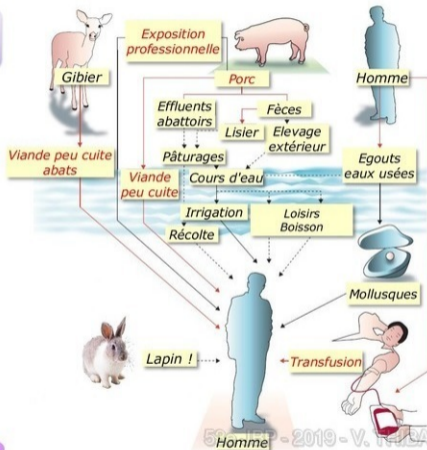 Exposition
professionnelle
Gibier
Porc
Homme
Effluents
abattoirs
Fèces
Lisier
Elevage
extérieur
Viande peu cuite
abats
Pâturages
Egouts
eaux usées
Viande
peu cuite
Cours d'eau
Irrigation
Loisirs
Boisson
Récolte
Mollusques
Lapin !
Transfusion
Homme
- 2019 - V.